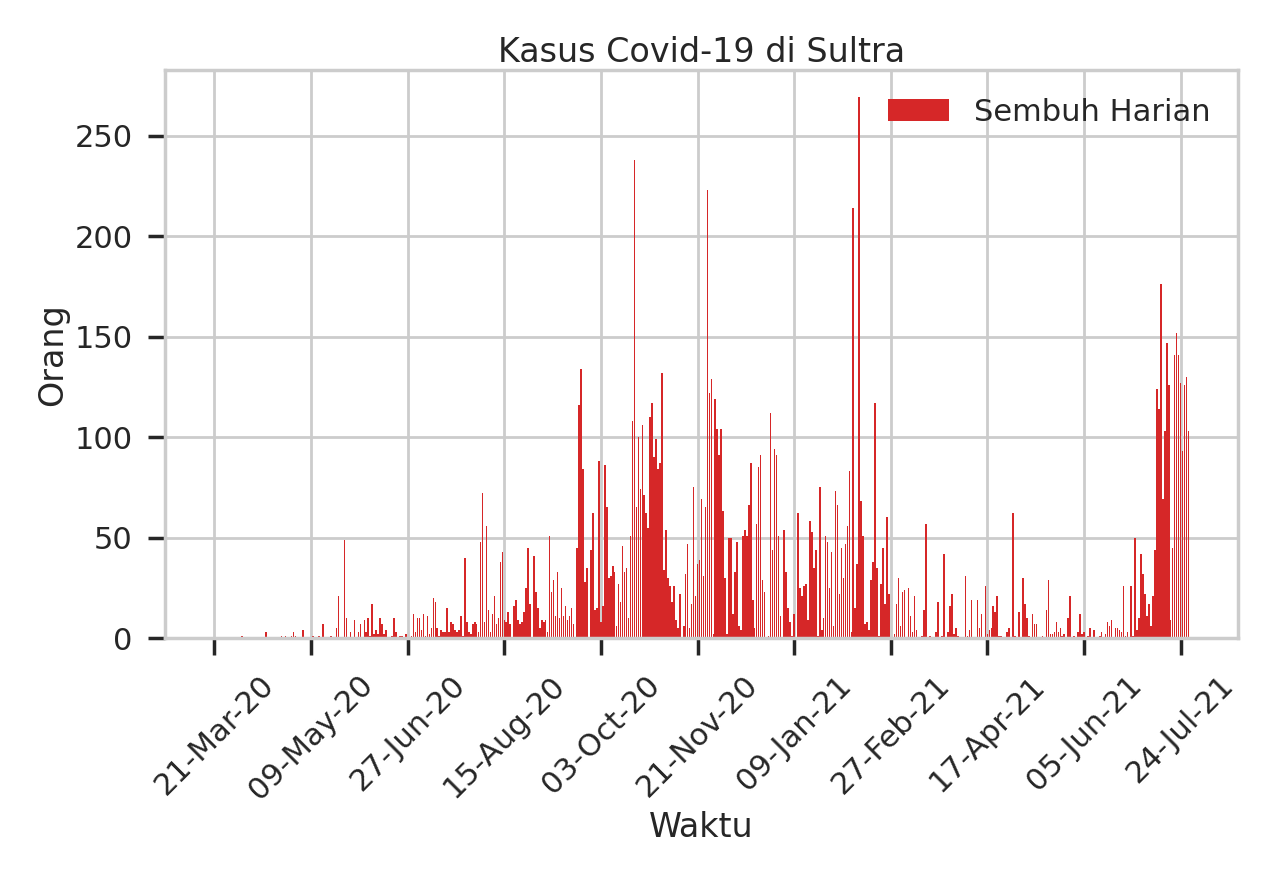 Kasus Covid-19 di Sultra
Sembuh Harian
Orang
250
200
150
100
50
0
21-Mar-20
09-May-20
27-Jun-20
15-Aug-20
03-Oct-20
21-Nov-20
09-Jan-21
27-Feb-21
17-Apr-21
05-Jun-21
24-Jul-21
Waktu